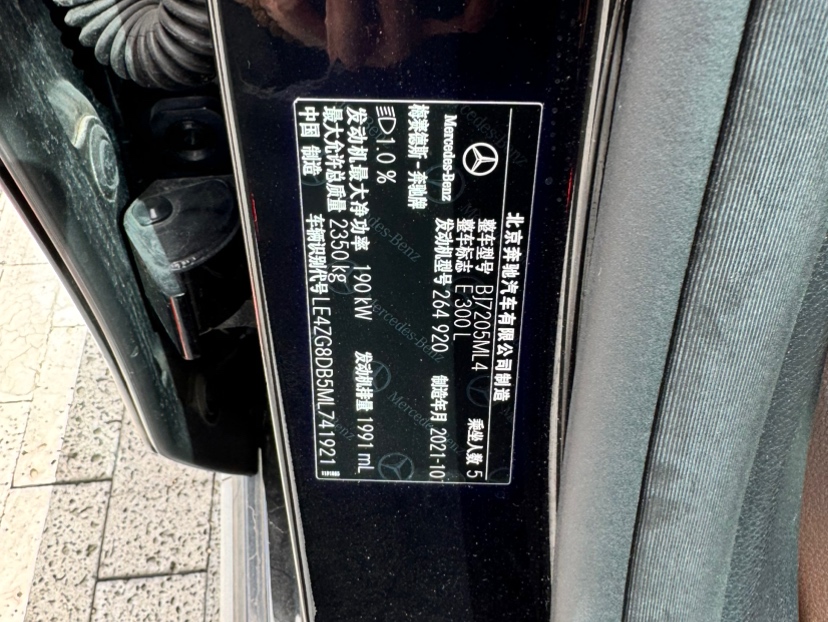 北京奔驰汽车有限公司制造
Mercedes-Benz
梅赛德斯-奔驰牌
整车型号 BJ7205ML4 乘坐人数 5
整车标志 E 300 L
发动机型号 264 920 制造年月 2021-10
1.0 %
发动机最大净功率 190 kW 发动机排量 1991 mL
最大允许总质量 2350 kg
中国 制造 车辆识别代号 LE4ZG8DB5ML741921